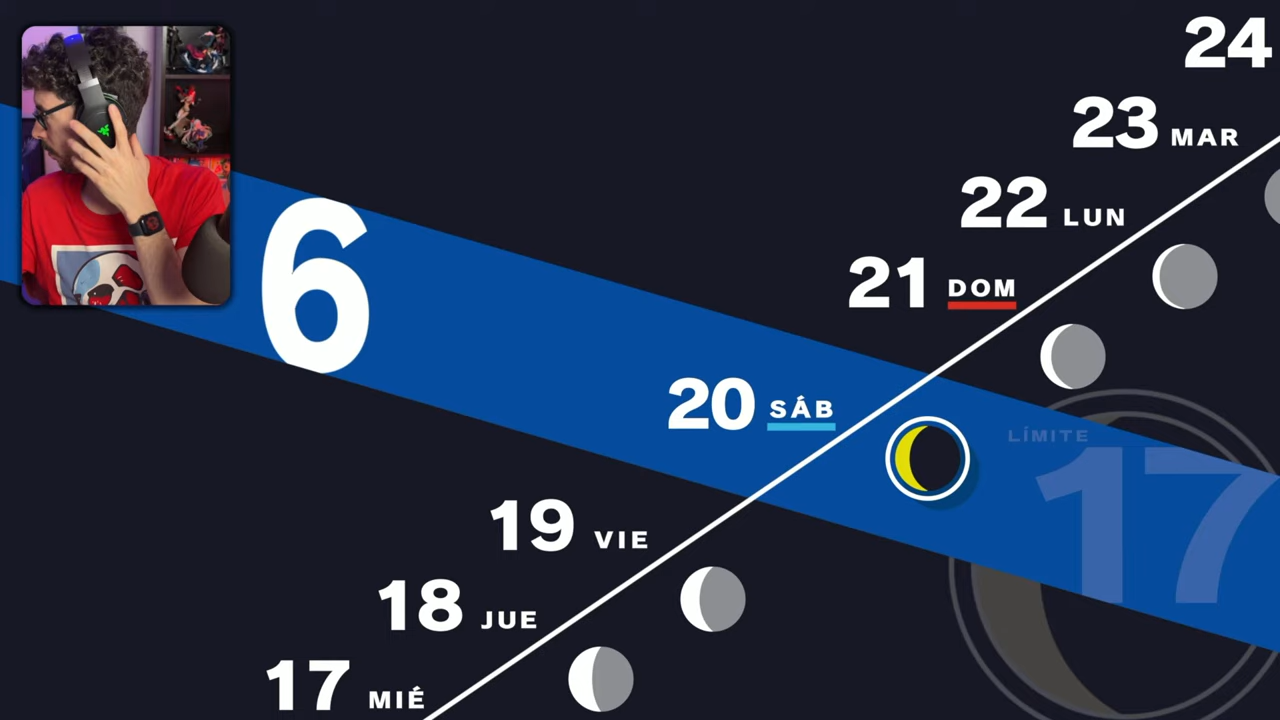 24
23 MAR
22 LUN
21 DOM
6
20 SÁB
LÍMITE
17
19 VIE
18 JUE
17 MIÉ